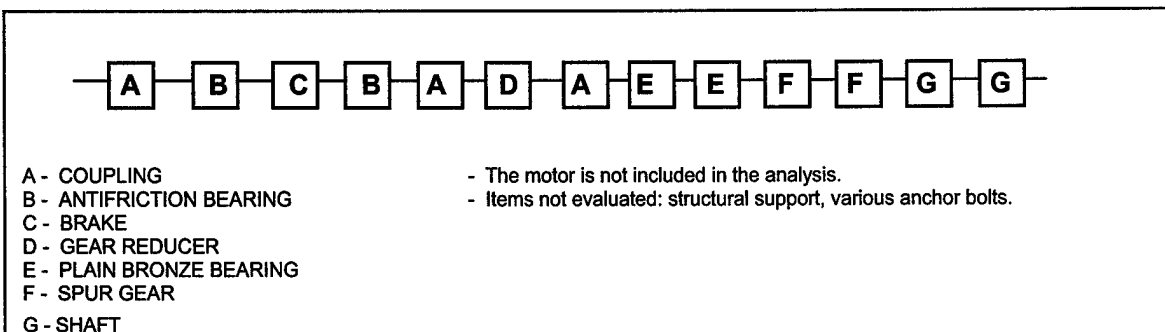 A B C B A D A E E F F G G
A - COUPLING
B - ANTIFRICTION BEARING
C - BRAKE
D - GEAR REDUCER
E - PLAIN BRONZE BEARING
F - SPUR GEAR
G - SHAFT
- The motor is not included in the analysis.
- Items not evaluated: structural support, various anchor bolts.